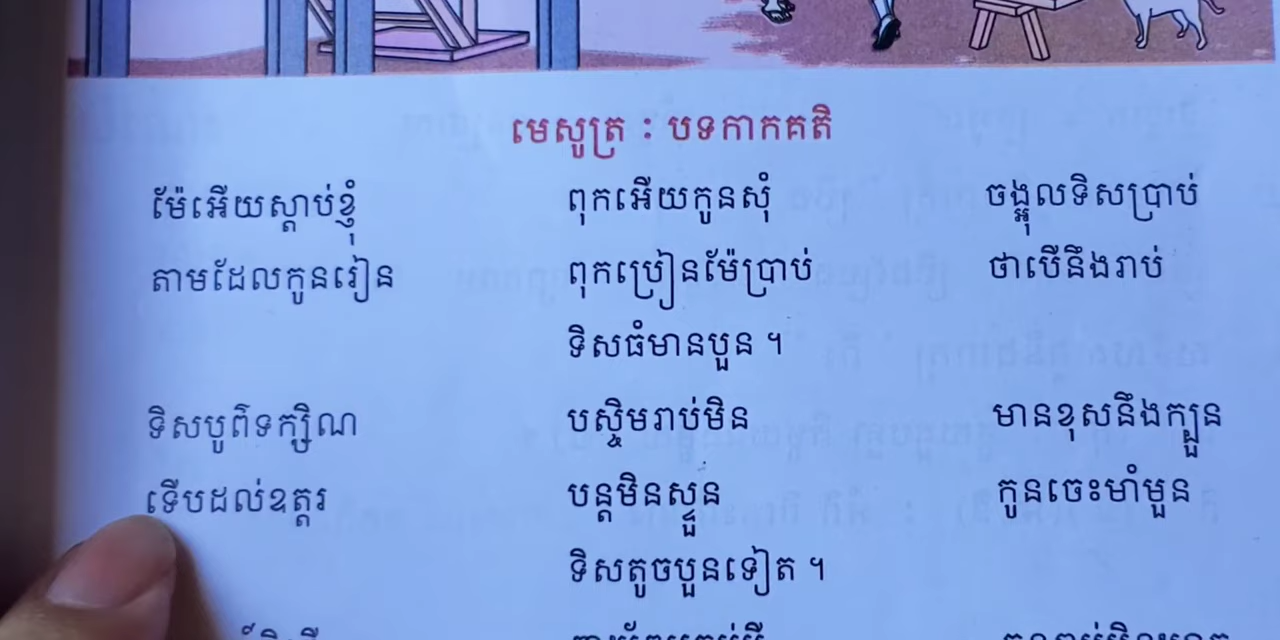 មេសូត្រ ៈ បទកាកគតិ
ម៉ែអើយស្ដាប់ខ្ញុំ ពុកអើយកូនសុំ ចង្អុលទិសប្រាប់
តាមដែលកូនរៀន ពុកប្រៀនម៉ែប្រាប់ ថាបើនឹងរាប់
ទិសធំមានបួន ។
ទិសបូព៌ទក្សិណ បស្ចិមរាប់មិន មានខុសនឹងក្បួន
ទើបដល់ឧត្តរ បន្តមិនស្ទួន កូនចេះមាំមួន
ទិសតូចបួនទៀត ។